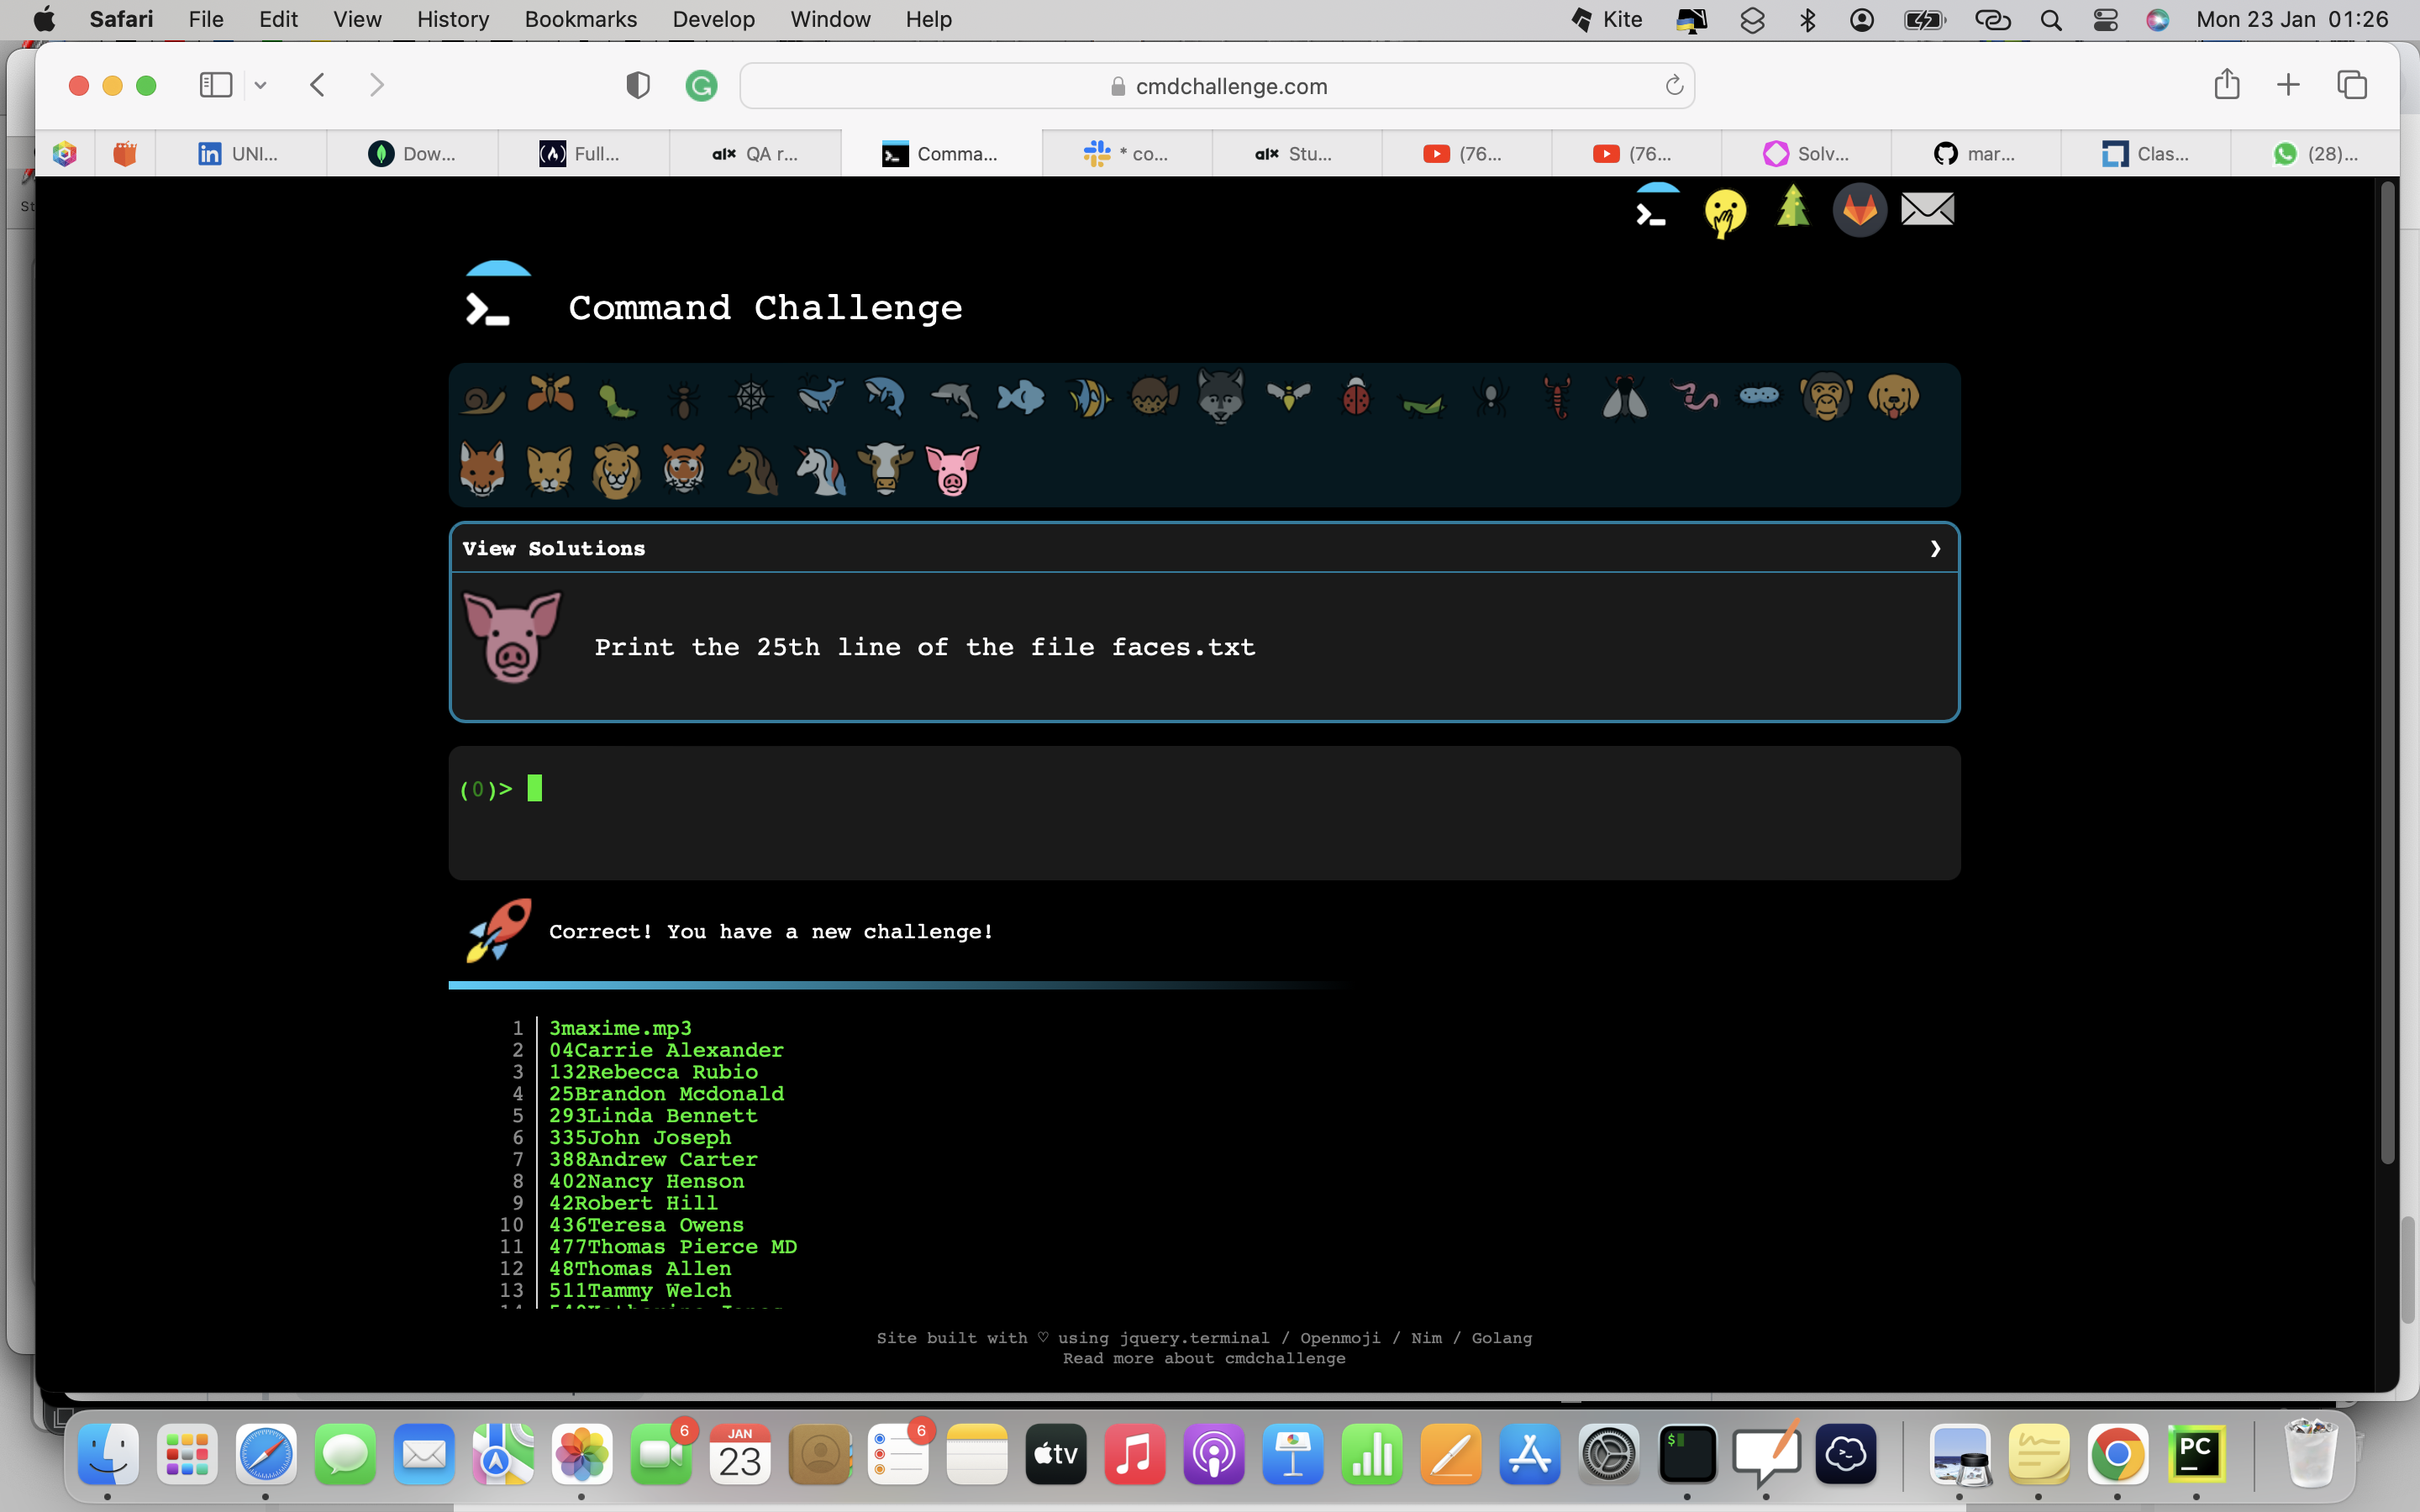 Safari File Edit View History Bookmarks Develop Window Help Kite Mon 23 Jan 01:26
cmdchallenge.com
UNI... Dow... Full... alx QA r... Comma... * co... alx Stu... (76... (76... Solv... mar... Clas... (28)...
Command Challenge
View Solutions
Print the 25th line of the file faces.txt
(0)>
Correct! You have a new challenge!
1 3maxime.mp3
2 04Carrie Alexander
3 132Rebecca Rubio
4 25Brandon Mcdonald
5 293Linda Bennett
6 335John Joseph
7 388Andrew Carter
8 402Nancy Henson
9 42Robert Hill
10 436Teresa Owens
11 477Thomas Pierce MD
12 48Thomas Allen
13 511Tammy Welch
Site built with ♡ using jquery.terminal / Openmoji / Nim / Golang
Read more about cmdchallenge
6 JAN 23 6 tv PC